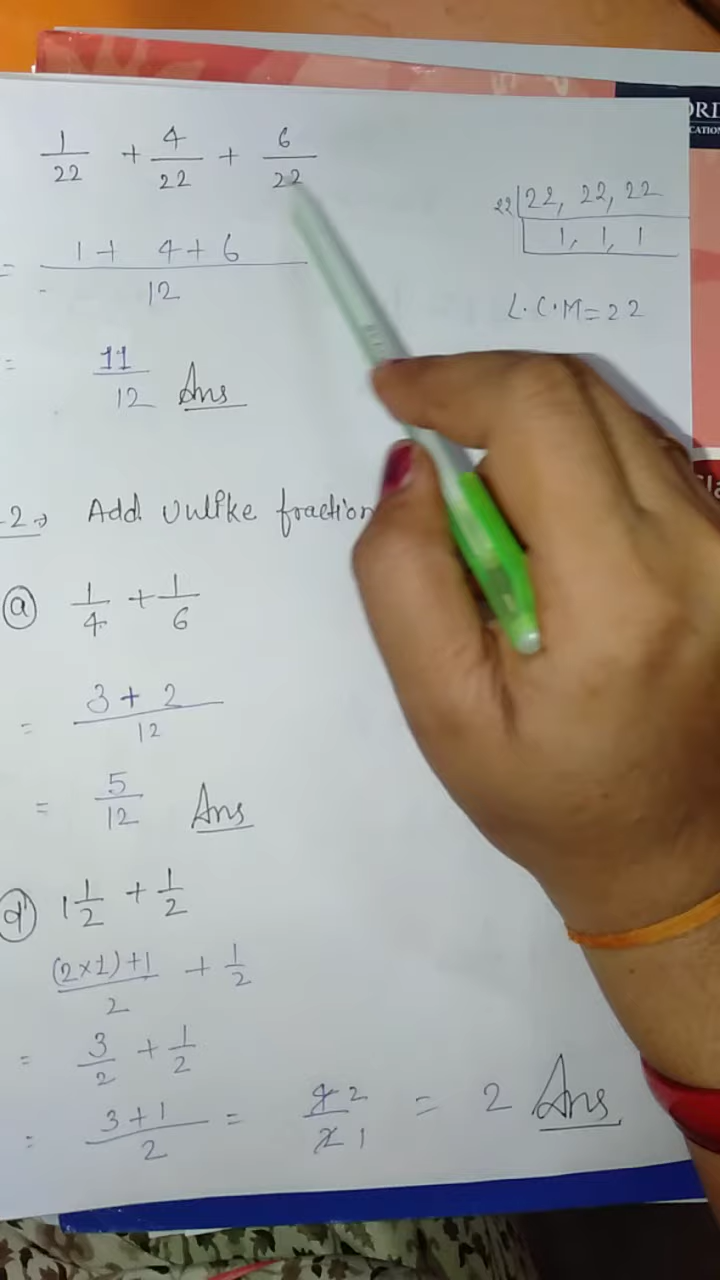 1/22 + 4/22 + 6/22
22 | 22, 22, 22
1, 1, 1
= 1 + 4 + 6 / 12
L.C.M = 22
= 11/12 Ans
2 → Add Unlike fraction
(a) 1/4 + 1/6
= 3 + 2 / 12
= 5/12 Ans
(d) 1 1/2 + 1/2
(2×1)+1 / 2 + 1/2
= 3/2 + 1/2
= 3+1 / 2 = 4 2 / 2 1 = 2 Ans